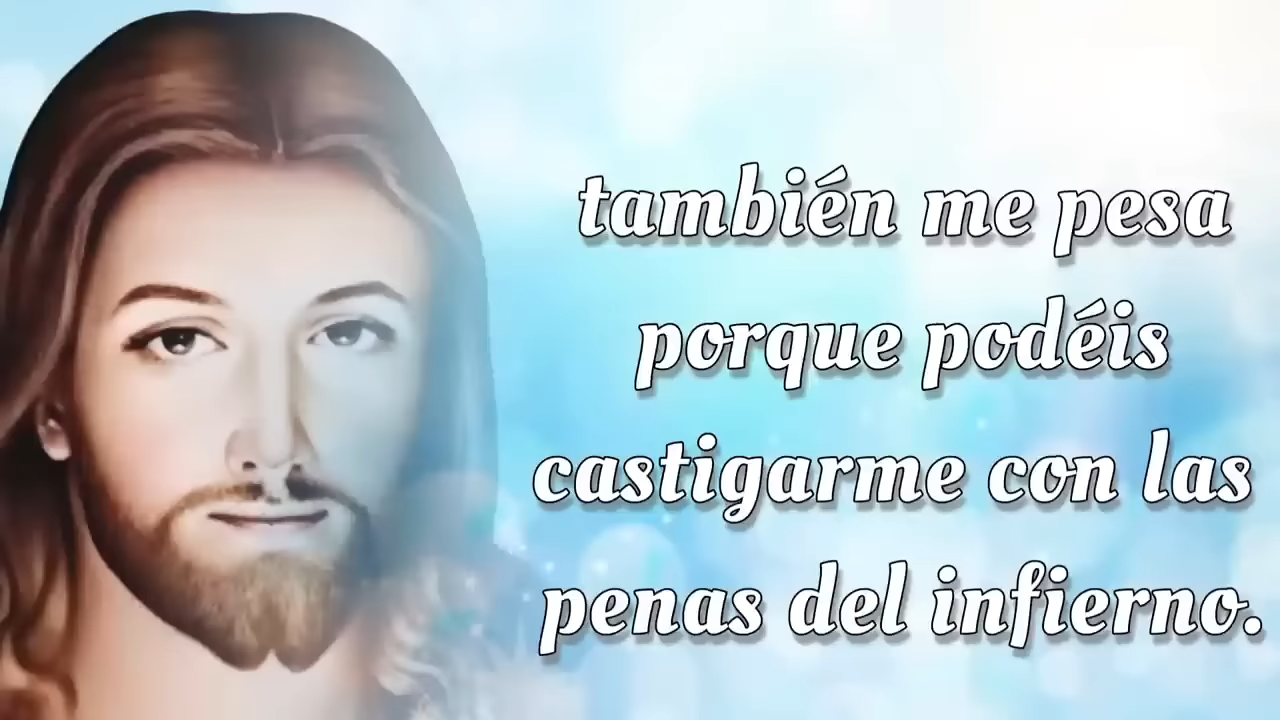 también me pesa
porque podéis
castigarme con las
penas del infierno.